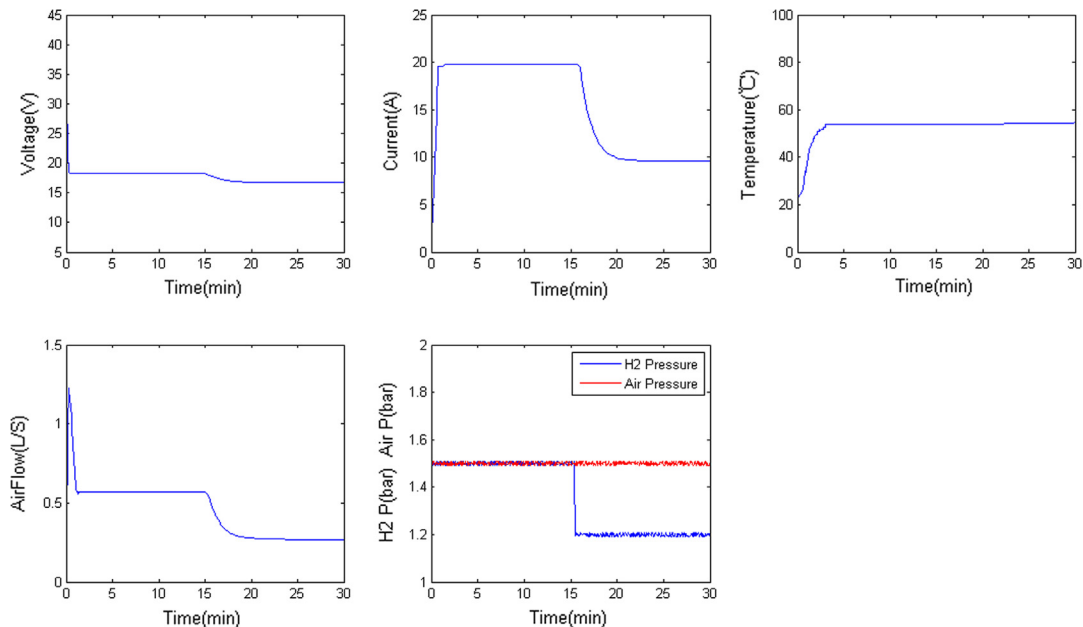 45
40
35
30
25
20
15
10
5
Voltage(V)
0 5 10 15 20 25 30
Time(min)
25
20
15
10
5
0
Current(A)
0 5 10 15 20 25 30
Time(min)
100
80
60
40
20
0
Temperature(℃)
0 5 10 15 20 25 30
Time(min)
1.5
1
0.5
0
AirFlow(L/S)
0 5 10 15 20 25 30
Time(min)
2
1.8
1.6
1.4
1.2
1
H2 P(bar) Air P(bar)
H2 Pressure
Air Pressure
0 5 10 15 20 25 30
Time(min)